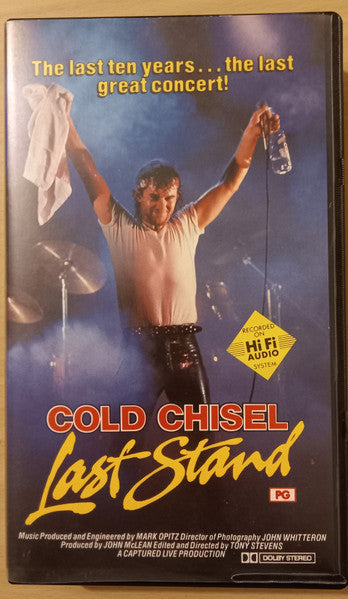 The last ten years...the last
great concert!
RECORDED
ON
Hi Fi
AUDIO
SYSTEM
COLD CHISEL
Last Stand
PG
Music Produced and Engineered by MARK OPITZ Director of Photography JOHN WHITTERON
Produced by JOHN McLEAN Edited and Directed by TONY STEVENS
A CAPTURED LIVE PRODUCTION
DOLBY STEREO